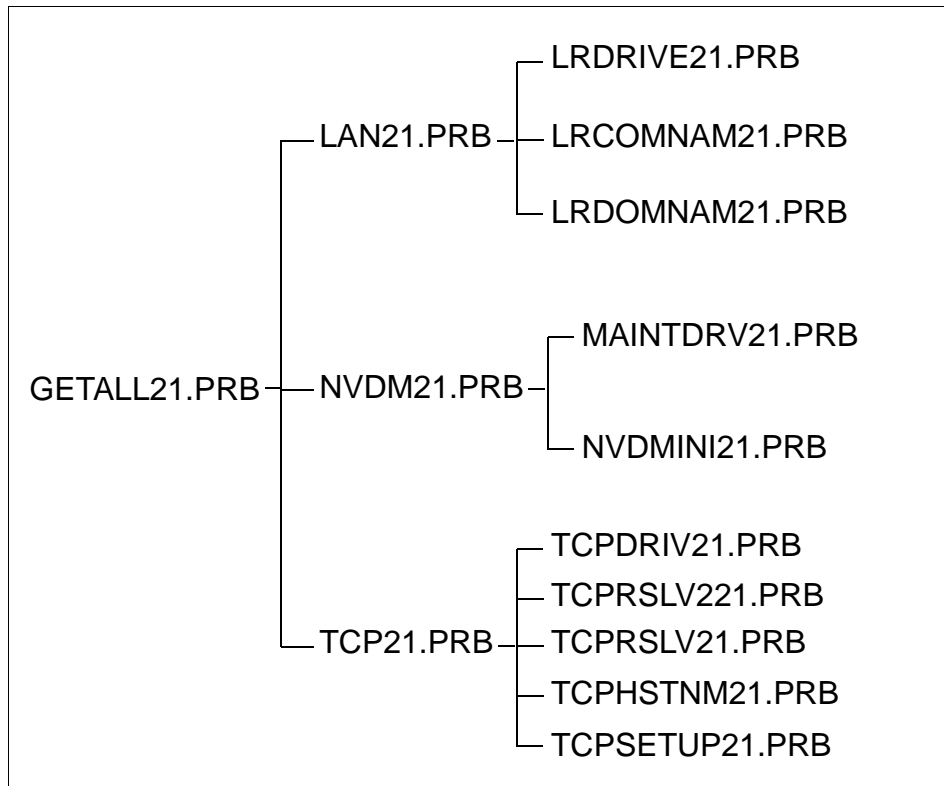 GETALL21.PRB
LAN21.PRB
LRDRIVE21.PRB
LRCOMNAM21.PRB
LRDOMNAM21.PRB
NVDM21.PRB
MAINTDRV21.PRB
NVDMINI21.PRB
TCP21.PRB
TCPDRIV21.PRB
TCPRSLV221.PRB
TCPRSLV21.PRB
TCPHSTNM21.PRB
TCPSETUP21.PRB